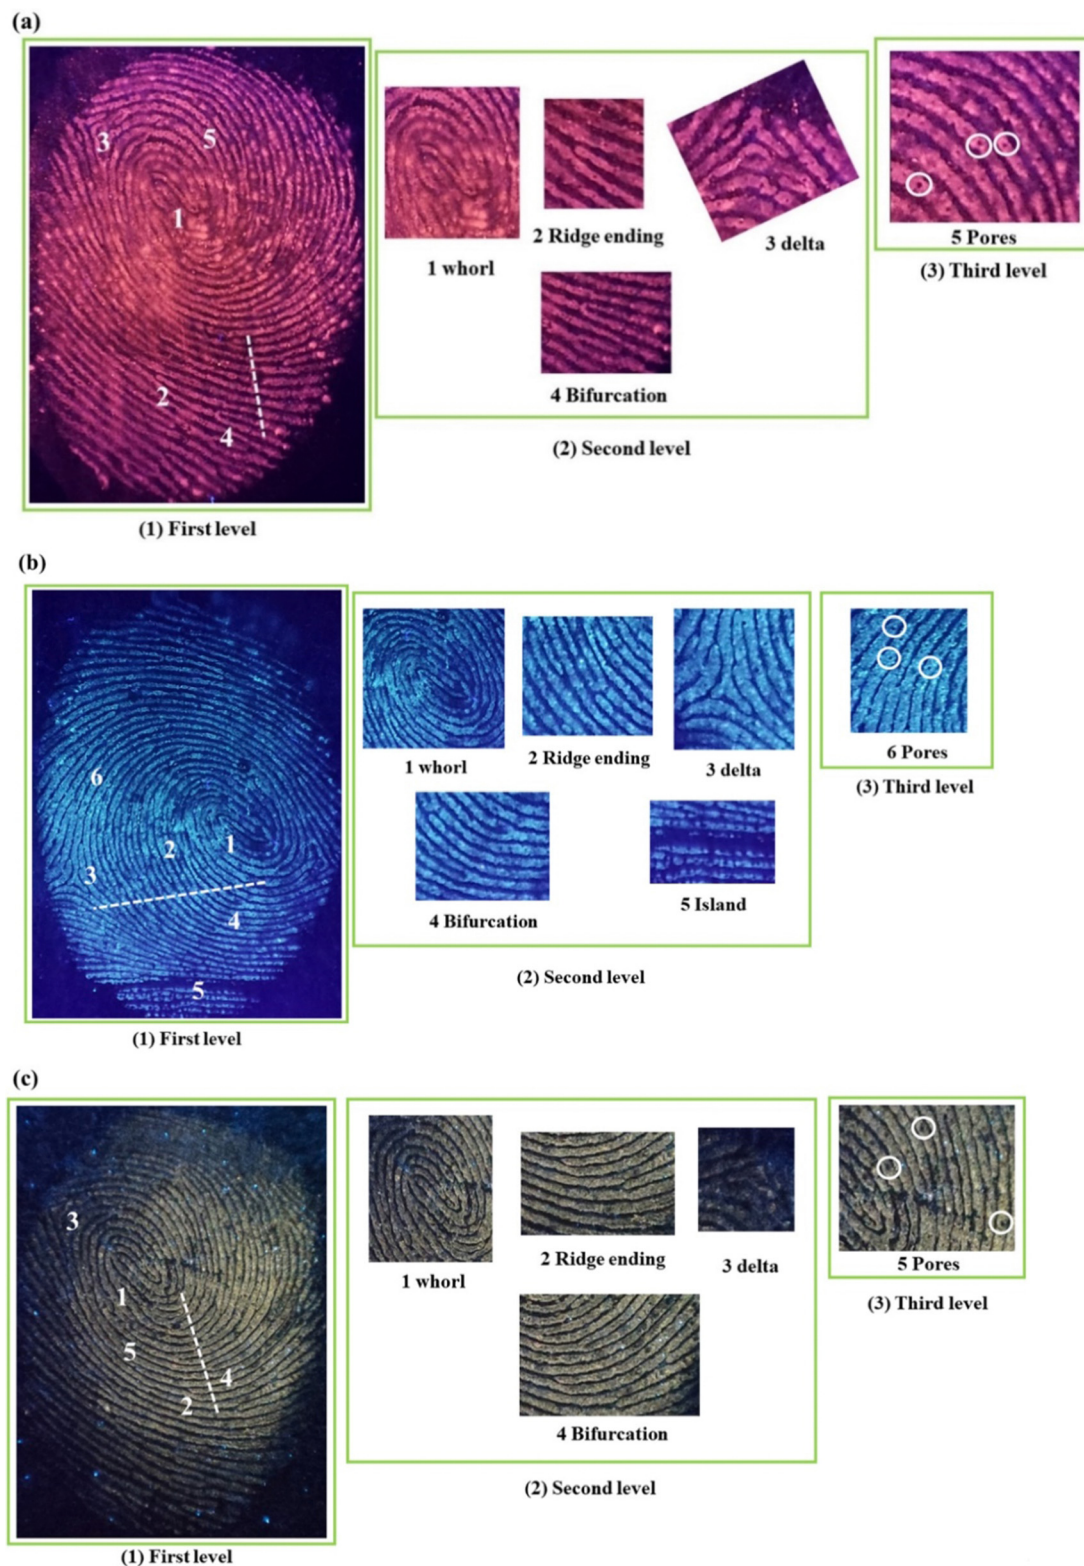 (a)
3
5
1
2
4
(1) First level
1 whorl
2 Ridge ending
3 delta
4 Bifurcation
(2) Second level
5 Pores
(3) Third level
(b)
6
1
2
3
4
5
(1) First level
1 whorl
2 Ridge ending
3 delta
4 Bifurcation
5 Island
(2) Second level
6 Pores
(3) Third level
(c)
3
1
5
4
2
(1) First level
1 whorl
2 Ridge ending
3 delta
4 Bifurcation
(2) Second level
5 Pores
(3) Third level